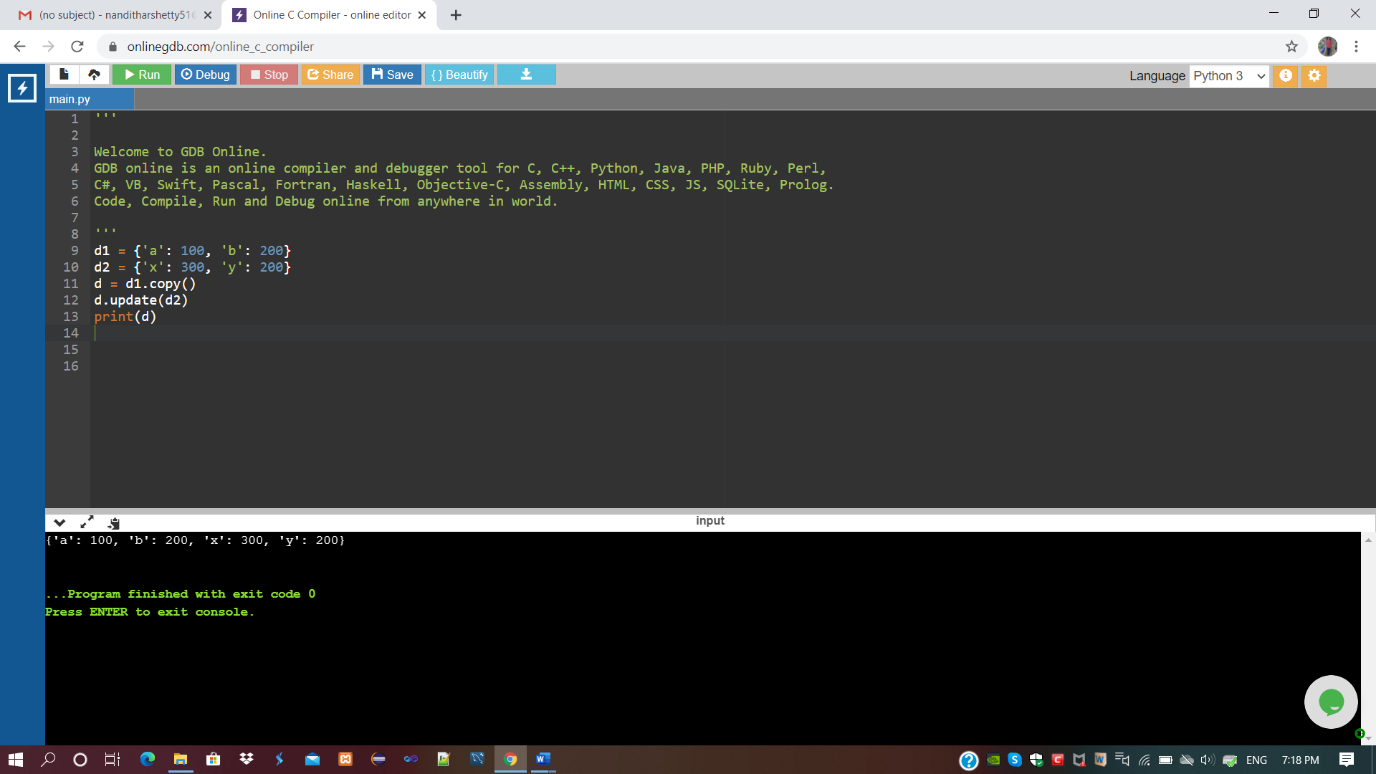 (no subject) - nanditharshetty516
Online C Compiler - online editor
onlinegdb.com/online_c_compiler
Run Debug Stop Share Save { } Beautify
Language Python 3
main.py
1 '''
2
3 Welcome to GDB Online.
4 GDB online is an online compiler and debugger tool for C, C++, Python, Java, PHP, Ruby, Perl,
5 C#, VB, Swift, Pascal, Fortran, Haskell, Objective-C, Assembly, HTML, CSS, JS, SQLite, Prolog.
6 Code, Compile, Run and Debug online from anywhere in world.
7
8 '''
9 d1 = {'a': 100, 'b': 200}
10 d2 = {'x': 300, 'y': 200}
11 d = d1.copy()
12 d.update(d2)
13 print(d)
14
15
16
input
{'a': 100, 'b': 200, 'x': 300, 'y': 200}
...Program finished with exit code 0
Press ENTER to exit console.
ENG 7:18 PM